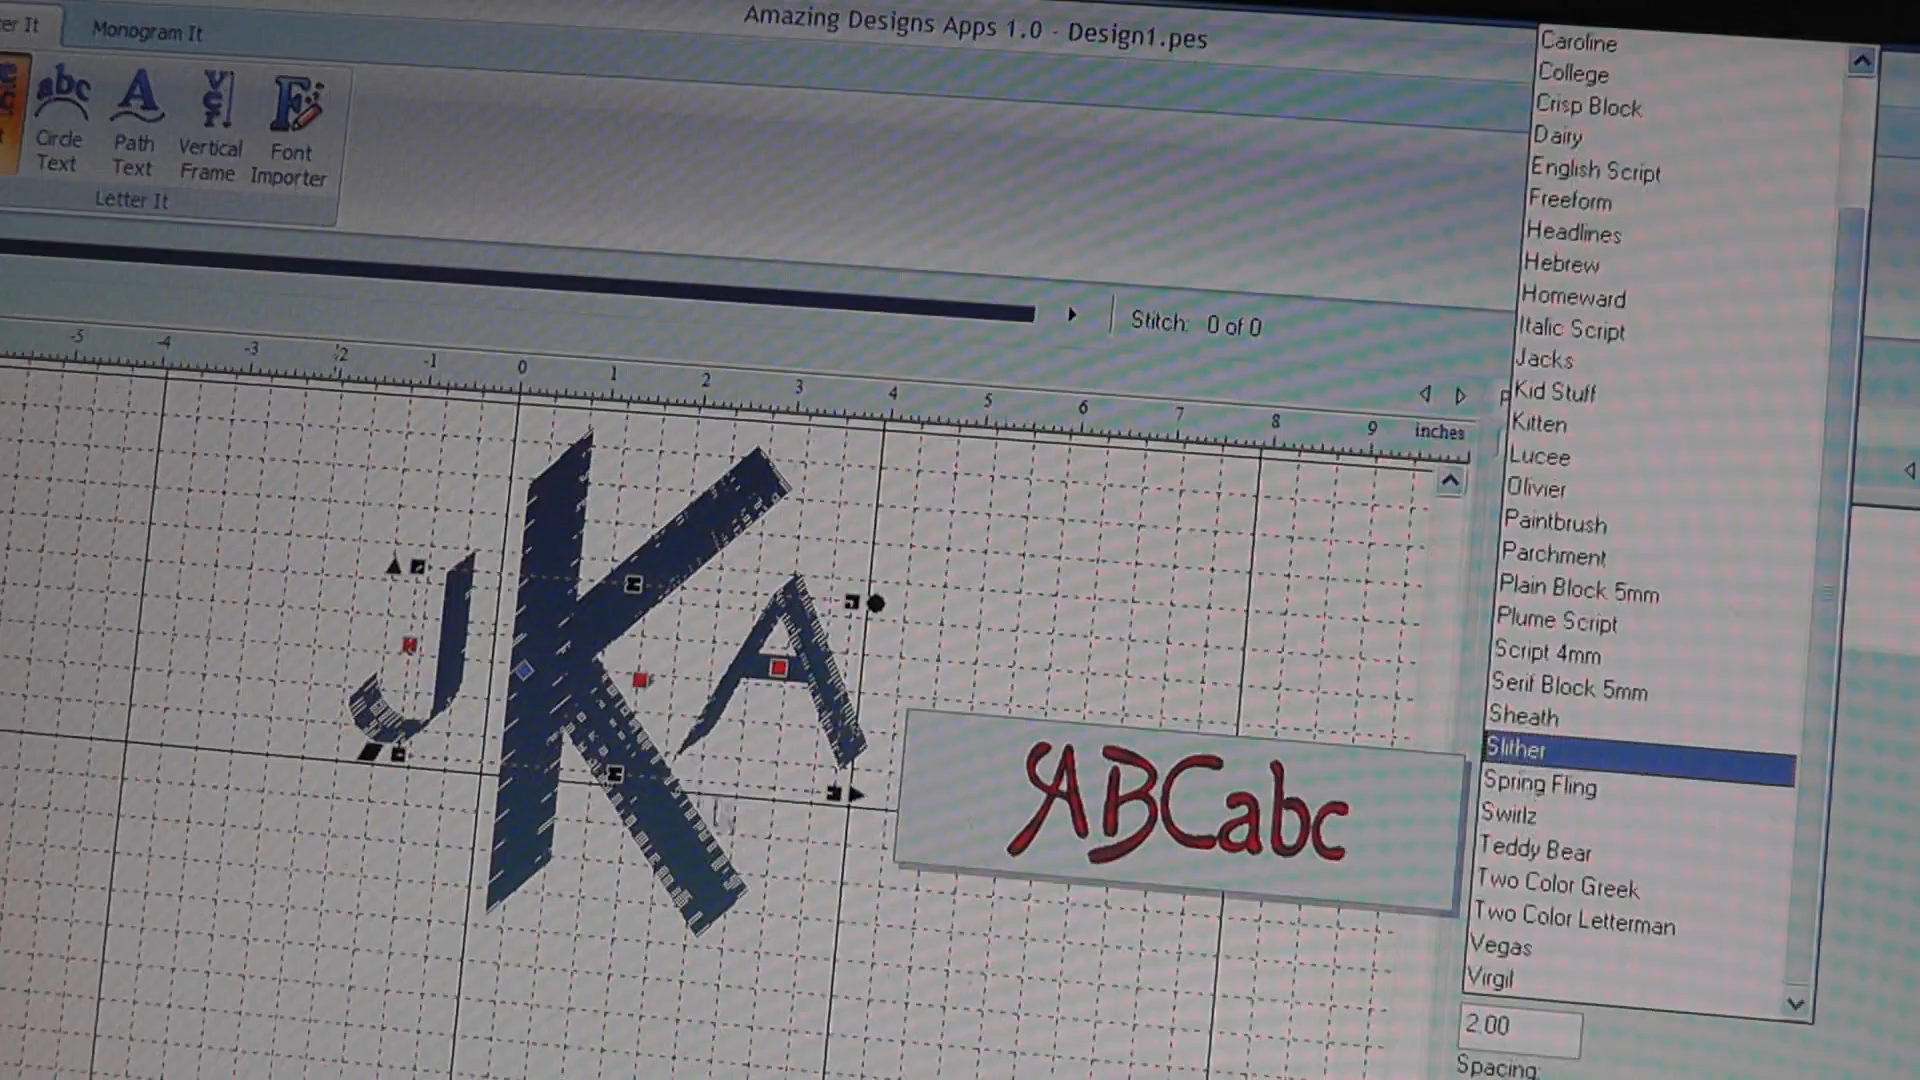 Amazing Designs Apps 1.0 - Design1.pes
er It
Monogram It
Circle Text
Path Text
Vertical Frame
Font Importer
Letter It
Stitch: 0 of 0
-5 -4 -3 -2 -1 0 1 2 3 4 5 6 7 8 9 inches
JKA
ABCabc
Caroline
College
Crisp Block
Dairy
English Script
Freeform
Headlines
Hebrew
Homeward
Italic Script
Jacks
Kid Stuff
Kitten
Lucee
Olivier
Paintbrush
Parchment
Plain Block 5mm
Plume Script
Script 4mm
Serif Block 5mm
Sheath
Slither
Spring Fling
Swirlz
Teddy Bear
Two Color Greek
Two Color Letterman
Vegas
Virgil
2.00
Spacing: